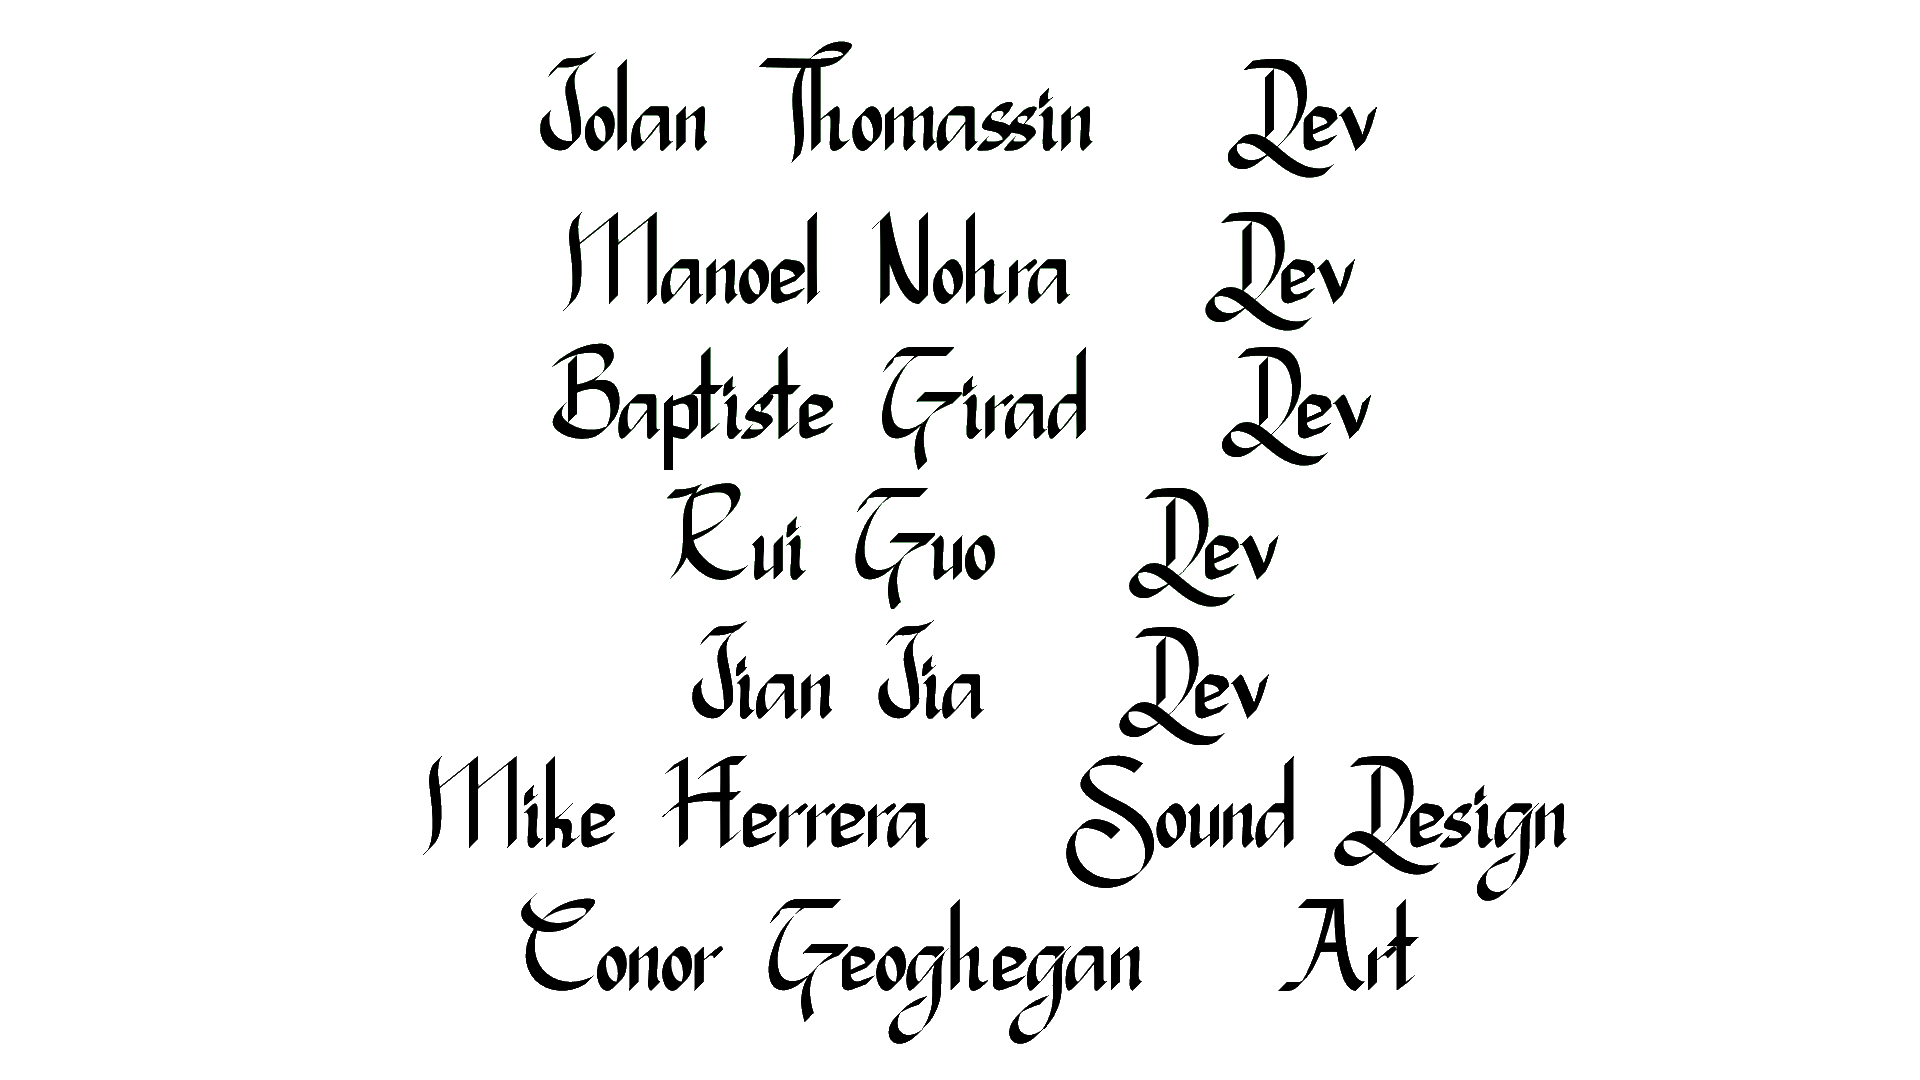 Jolan Thomassin Dev
Manoel Nohra Dev
Baptiste Girad Dev
Rui Guo Dev
Jian Jia Dev
Mike Herrera Sound Design
Conor Geoghegan Art